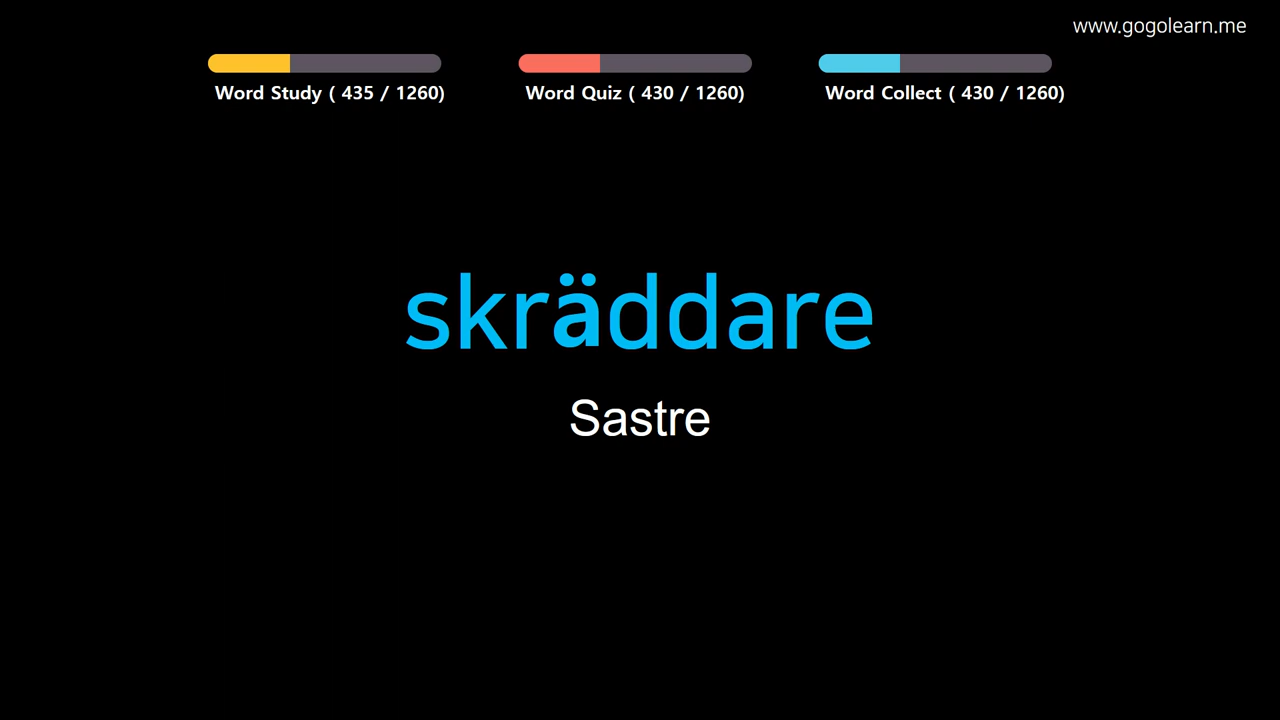 www.gogolearn.me
Word Study ( 435 / 1260)
Word Quiz ( 430 / 1260)
Word Collect ( 430 / 1260)
skräddare
Sastre